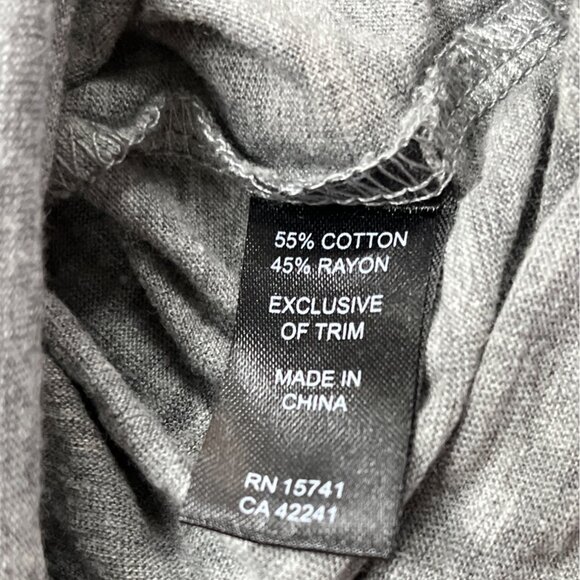 55% COTTON
45% RAYON
EXCLUSIVE
OF TRIM
MADE IN
CHINA
RN 15741
CA 42241